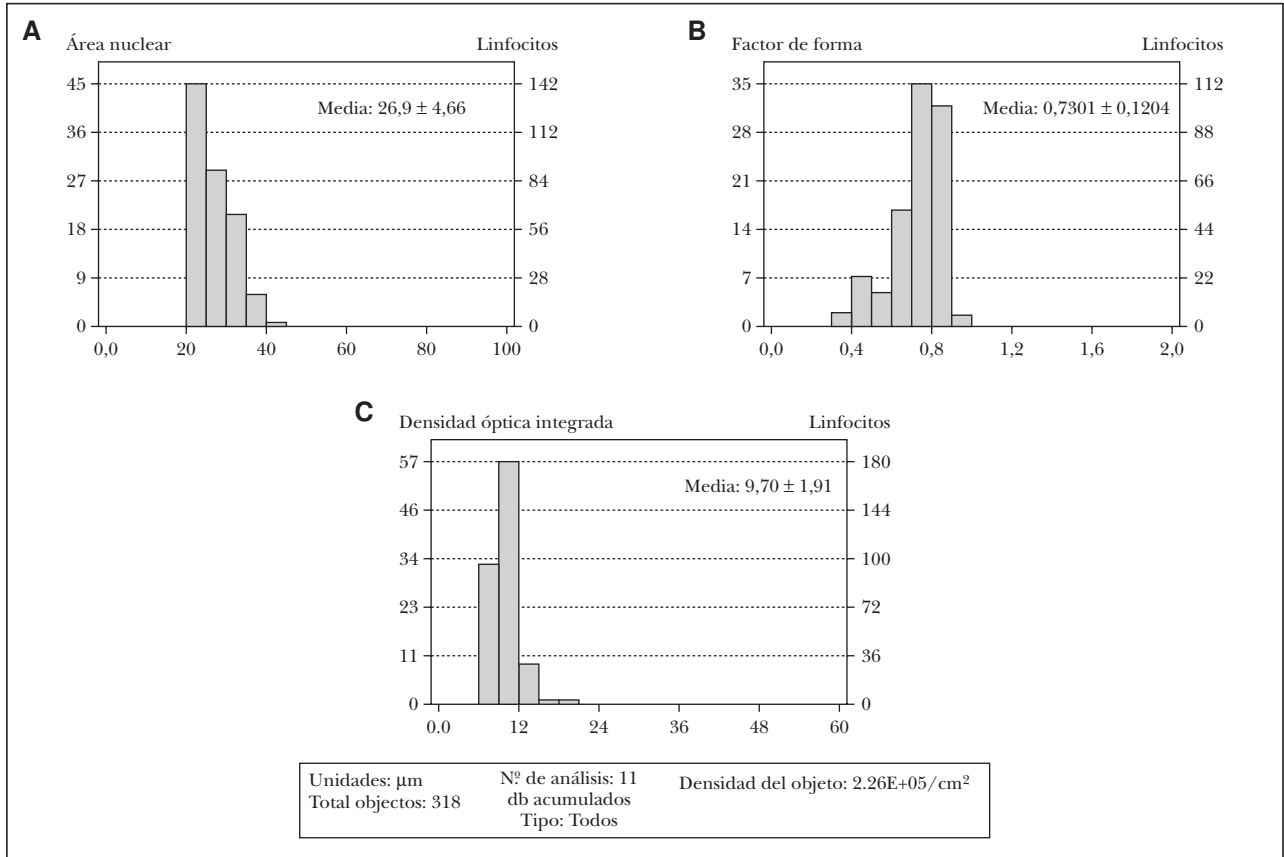 A
Área nuclear Linfocitos
45 142
Media: 26,9 ± 4,66
36 112
27 84
18 56
9 28
0 0
0,0 20 40 60 80 100
B
Factor de forma Linfocitos
35 112
Media: 0,7301 ± 0,1204
28 88
21 66
14 44
7 22
0 0
0,0 0,4 0,8 1,2 1,6 2,0
C
Densidad óptica integrada Linfocitos
57 180
Media: 9,70 ± 1,91
46 144
34 100
23 72
11 36
0 0
0.0 12 24 36 48 60
Unidades: µm
Total objectos: 318
Nº de análisis: 11
db acumulados
Tipo: Todos
Densidad del objeto: 2.26E+05/cm²